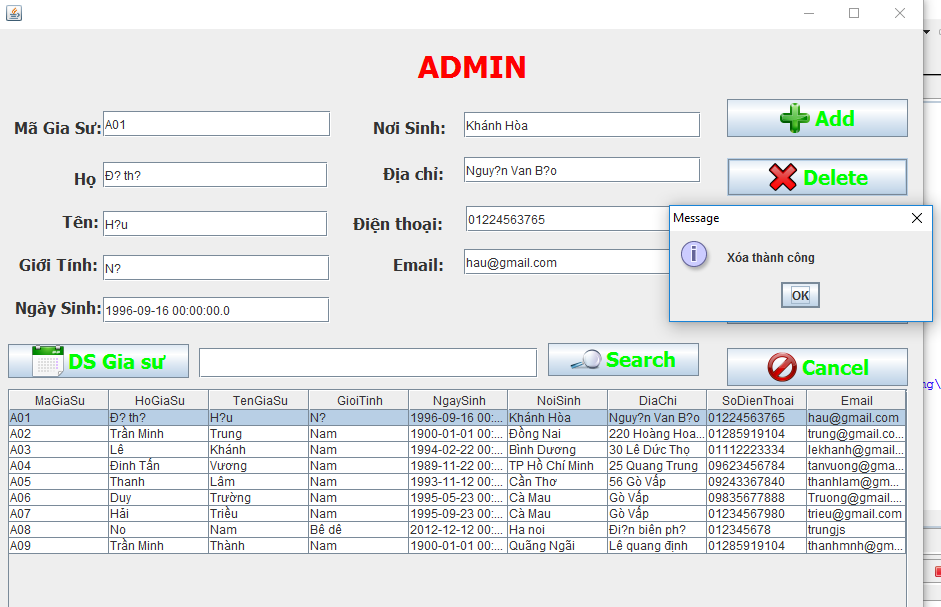 ADMIN
Mã Gia Sư: A01
Nơi Sinh: Khánh Hòa
Add
Họ Đ? th?
Địa chỉ: Nguy?n Van B?o
Delete
Tên: H?u
Điện thoại: 01224563765
Message
Xóa thành công
OK
Giới Tính: N?
Email: hau@gmail.com
Ngày Sinh: 1996-09-16 00:00:00.0
DS Gia sư
Search
Cancel
MaGiaSu HoGiaSu TenGiaSu GioiTinh NgaySinh NoiSinh DiaChi SoDienThoai Email
A01 Đ? th? H?u N? 1996-09-16 00:... Khánh Hòa Nguy?n Van B?o 01224563765 hau@gmail.com
A02 Trần Minh Trung Nam 1900-01-01 00:... Đồng Nai 220 Hoàng Hoa... 01285919104 trung@gmail.co...
A03 Lê Khánh Nam 1994-02-22 00:... Bình Dương 30 Lê Dức Thọ 01112223334 lekhanh@gmail....
A04 Đinh Tấn Vương Nam 1989-11-22 00:... TP Hồ Chí Minh 25 Quang Trung 09623456784 tanvuong@gma...
A05 Thanh Lâm Nam 1993-11-12 00:... Cần Thơ 56 Gò Vấp 09243367840 thanhlam@gm...
A06 Duy Trường Nam 1995-05-23 00:... Cà Mau Gò Vấp 09835677888 Truong@gmail....
A07 Hải Triều Nam 1995-09-23 00:... Cà Mau Gò Vấp 01234567980 trieu@gmail.com
A08 No Nam Bê dê 2012-12-12 00:... Ha noi Đi?n biên ph? 012345678 trungjs
A09 Trần Minh Thành Nam 1900-01-01 00:... Quãng Ngãi Lê quang định 01285919104 thanhmnh@gm...
ng\